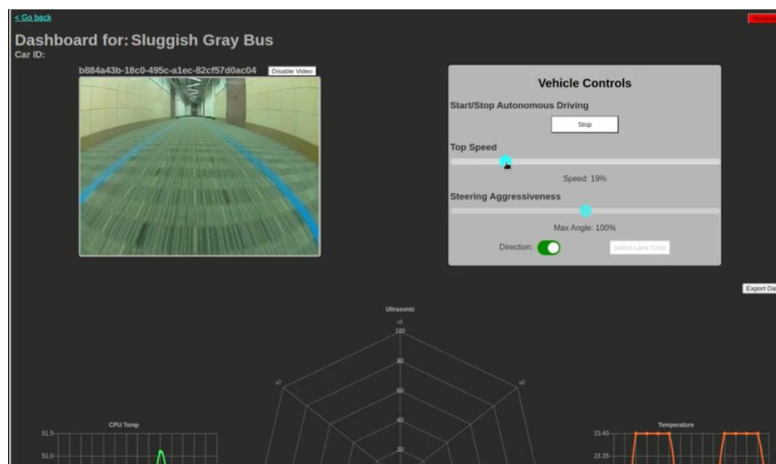 < Go back
Dashboard for: Sluggish Gray Bus
Car ID:
b884a43b-18c0-495c-a1ec-82cf57d0ac04
Disable Video
Vehicle Controls
Start/Stop Autonomous Driving
Stop
Top Speed
Speed: 19%
Steering Aggressiveness
Max Angle: 100%
Direction:
Select Lane Color
Export Da
Ultrasonic
100
80
60
40
20
CPU Temp
51.5
51.0
Temperature
23.40
23.35